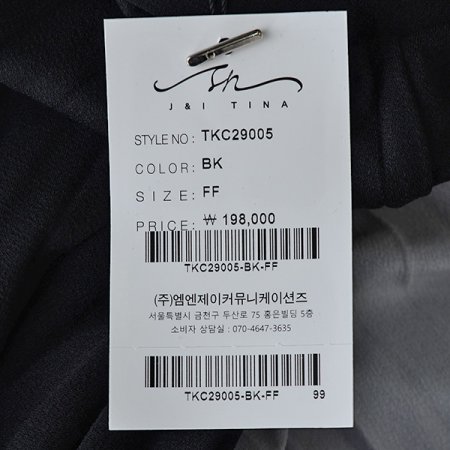 J & I TINA
STYLE NO: TKC29005
COLOR: BK
SIZE: FF
PRICE: ₩ 198,000
TKC29005-BK-FF
(주)엠엔제이커뮤니케이션즈
서울특별시 금천구 두산로 75 홍은빌딩 5층
소비자 상담실 : 070-4647-3635
TKC29005-BK-FF 99